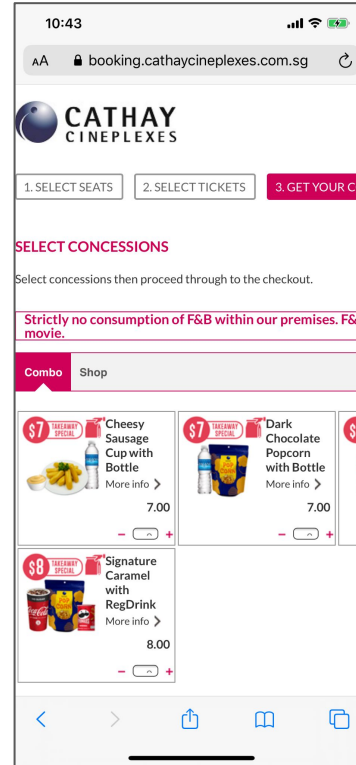 10:43
AA booking.cathaycineplexes.com.sg
CATHAY
CINEPLEXES
1. SELECT SEATS
2. SELECT TICKETS
3. GET YOUR C
SELECT CONCESSIONS
Select concessions then proceed through to the checkout.
Strictly no consumption of F&B within our premises. F&
movie.
Combo
Shop
$7 TAKEAWAY SPECIAL
Cheesy
Sausage
Cup with
Bottle
More info
7.00
− +
$7 TAKEAWAY SPECIAL
Dark
Chocolate
Popcorn
with Bottle
More info
7.00
− +
$
$8 TAKEAWAY SPECIAL
Signature
Caramel
with
RegDrink
More info
8.00
− +